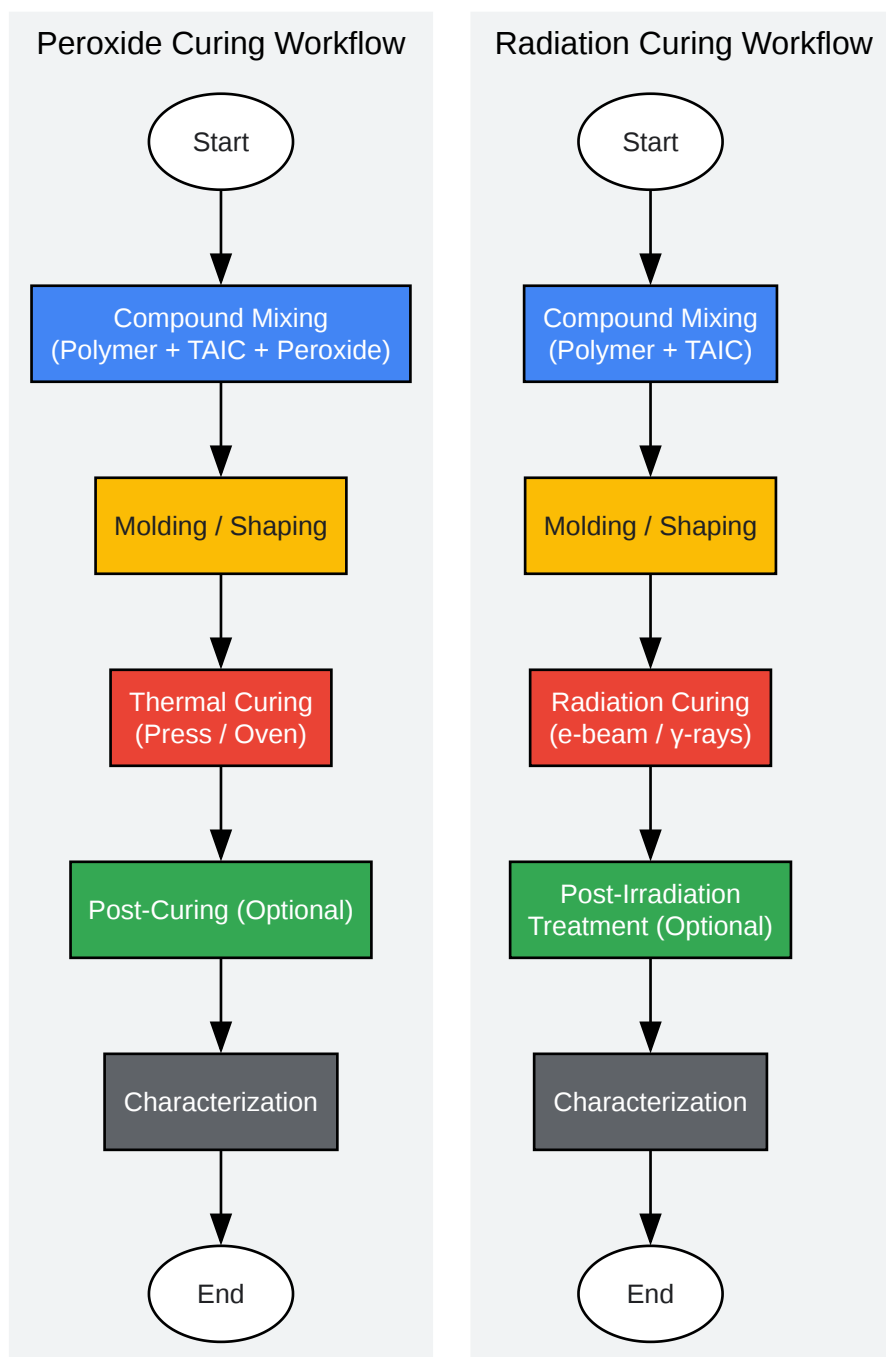 Peroxide Curing Workflow
Start
Compound Mixing
(Polymer + TAIC + Peroxide)
Molding / Shaping
Thermal Curing
(Press / Oven)
Post-Curing (Optional)
Characterization
End
Radiation Curing Workflow
Start
Compound Mixing
(Polymer + TAIC)
Molding / Shaping
Radiation Curing
(e-beam / γ-rays)
Post-Irradiation
Treatment (Optional)
Characterization
End